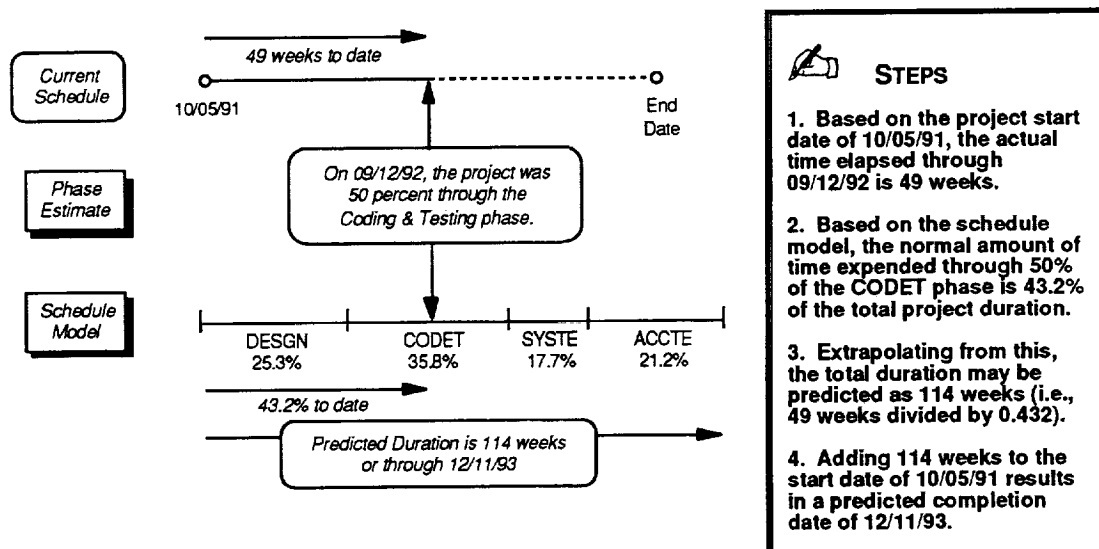 49 weeks to date
Current
Schedule
10/05/91
End
Date
On 09/12/92, the project was
50 percent through the
Coding & Testing phase.
Phase
Estimate
Schedule
Model
DESGN
25.3%
CODET
35.8%
SYSTE
17.7%
ACCTE
21.2%
43.2% to date
Predicted Duration is 114 weeks
or through 12/11/93
STEPS
1. Based on the project start
date of 10/05/91, the actual
time elapsed through
09/12/92 is 49 weeks.
2. Based on the schedule
model, the normal amount of
time expended through 50%
of the CODET phase is 43.2%
of the total project duration.
3. Extrapolating from this,
the total duration may be
predicted as 114 weeks (i.e.,
49 weeks divided by 0.432).
4. Adding 114 weeks to the
start date of 10/05/91 results
in a predicted completion
date of 12/11/93.